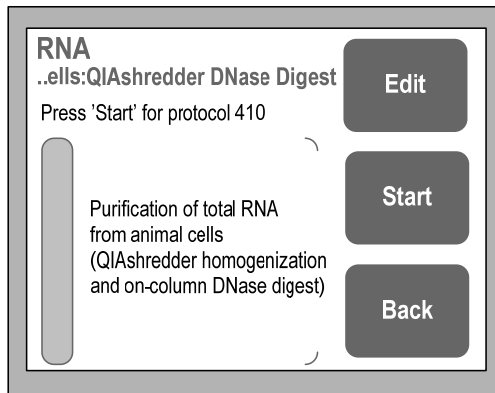 RNA
..ells:QIAshredder DNase Digest
Press 'Start' for protocol 410
Purification of total RNA
from animal cells
(QIAshredder homogenization
and on-column DNase digest)
Edit
Start
Back